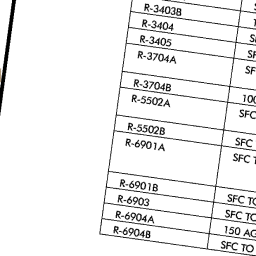 R-3403B
R-3404
R-3405 SF
R-3704A SF
R-3704B
R-5502A 100
SFC
R-5502B
R-6901A SFC
SFC T
R-6901B
R-6903 SFC TO
R-6904A SFC TO
R-6904B 150 AG
SFC TO